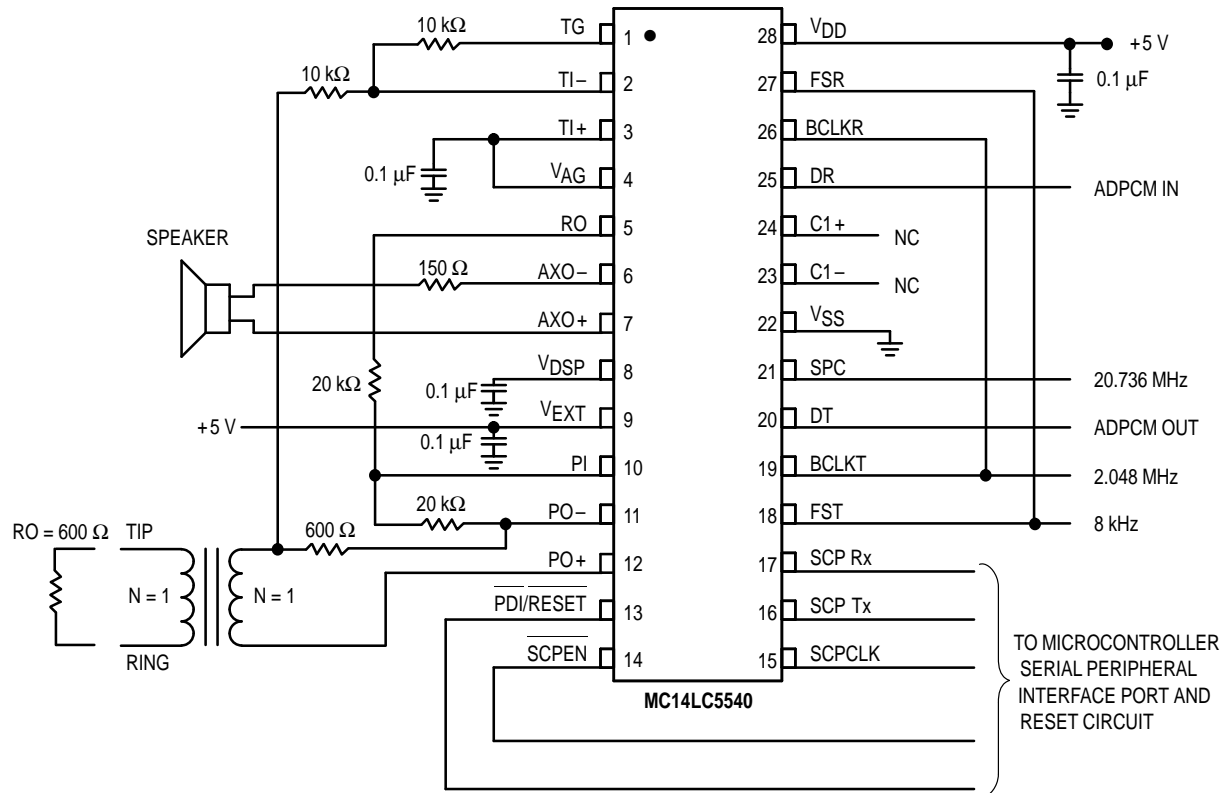 10 kΩ
TG
1
28
VDD
+5 V
10 kΩ
TI−
2
27
FSR
0.1 μF
TI+
3
26
BCLKR
0.1 μF
VAG
4
25
DR
ADPCM IN
RO
5
24
C1+
NC
SPEAKER
150 Ω
AXO−
6
23
C1−
NC
AXO+
7
22
VSS
20 kΩ
VDSP
8
21
SPC
20.736 MHz
0.1 μF
+5 V
VEXT
9
20
DT
ADPCM OUT
0.1 μF
PI
10
19
BCLKT
2.048 MHz
20 kΩ
PO−
11
18
FST
8 kHz
RO = 600 Ω
TIP
600 Ω
PO+
12
17
SCP Rx
N = 1
N = 1
PDI/RESET
13
16
SCP Tx
RING
SCPEN
14
15
SCPCLK
MC14LC5540
TO MICROCONTROLLER
SERIAL PERIPHERAL
INTERFACE PORT AND
RESET CIRCUIT